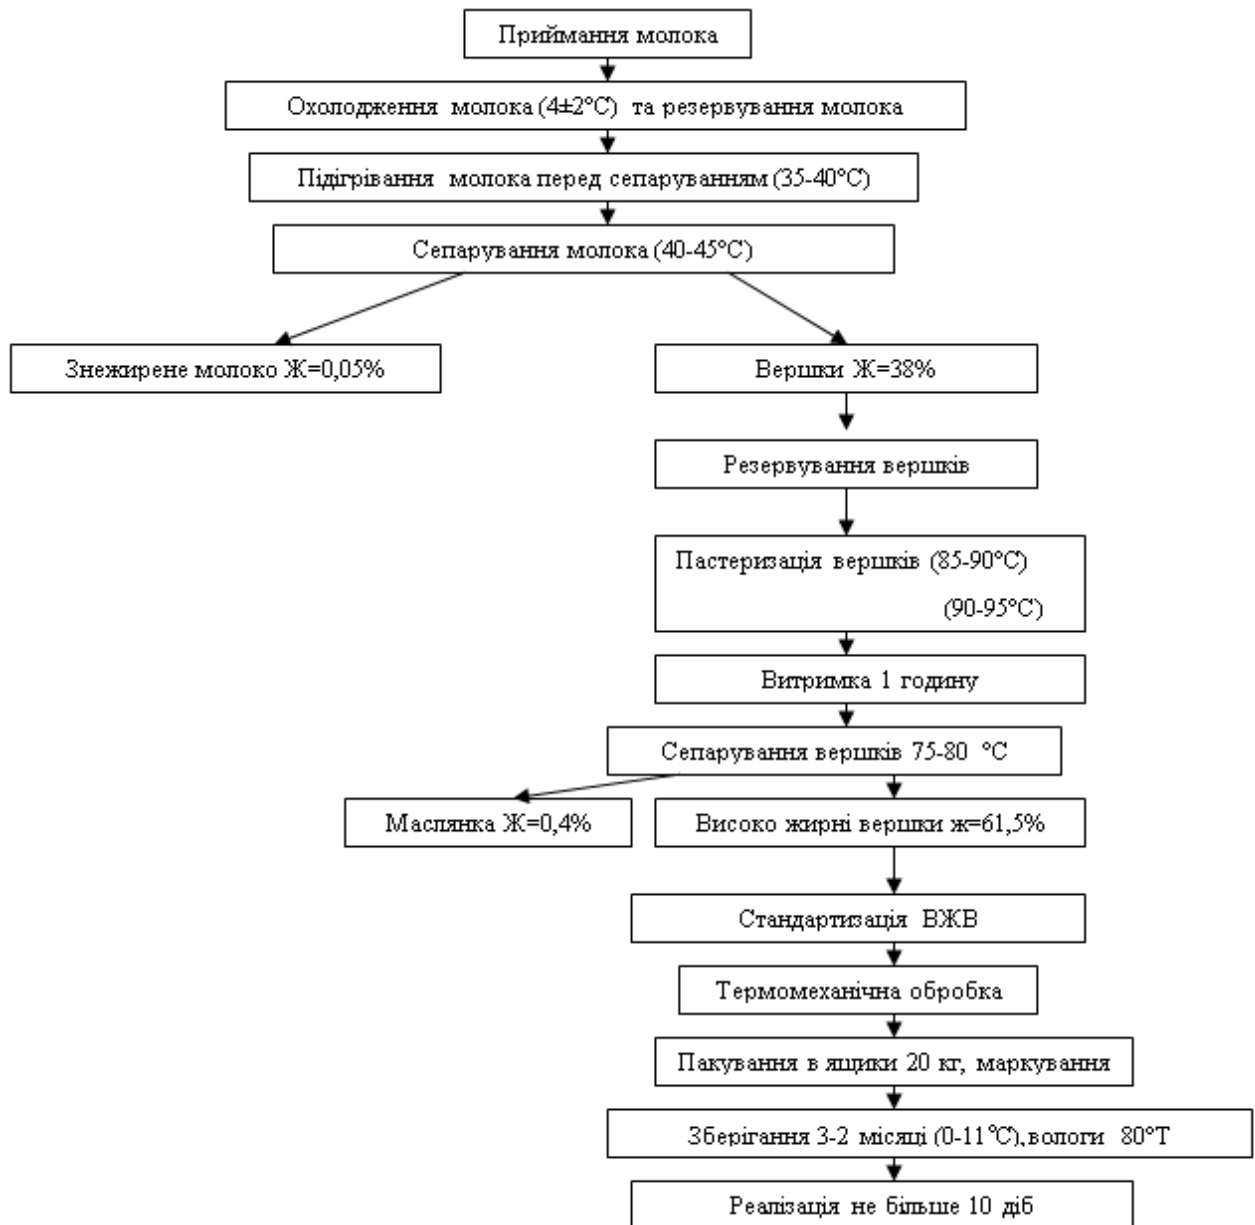 Приймання молока
Охолодження молока (4±2°С) та резервування молока
Підігрівання молока перед сепаруванням (35-40°С)
Сепарування молока (40-45°С)
Знежирене молоко Ж=0,05%
Вершки Ж=38%
Резервування вершків
Пастеризація вершків (85-90°С)
(90-95°С)
Витримка 1 годину
Сепарування вершків 75-80 °С
Маслянка Ж=0,4%
Високо жирні вершки ж=61,5%
Стандартизація ВЖВ
Термомеханічна обробка
Пакування в ящики 20 кг, маркування
Зберігання 3-2 місяці (0-11°С),вологи 80°Т
Реалізація не більше 10 діб